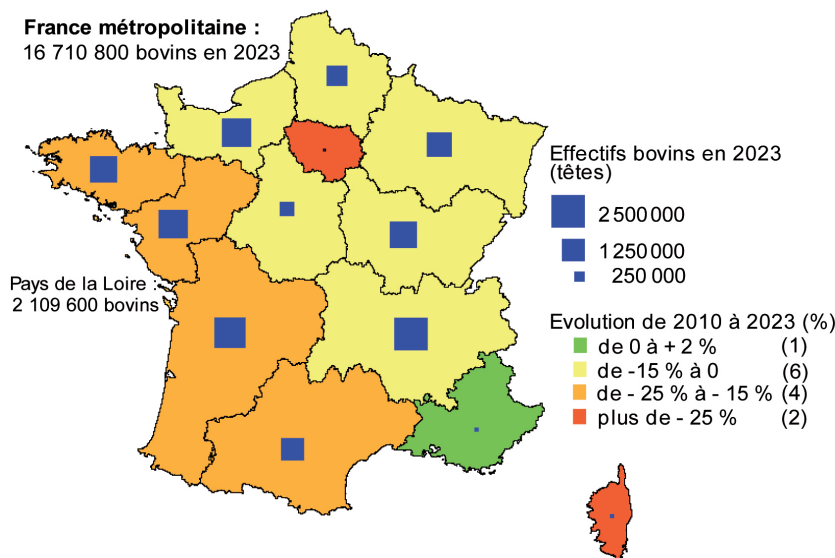 France métropolitaine :
16 710 800 bovins en 2023
Pays de la Loire :
2 109 600 bovins
Effectifs bovins en 2023
(têtes)
2 500 000
1 250 000
250 000
Evolution de 2010 à 2023 (%)
de 0 à + 2 % (1)
de -15 % à 0 (6)
de - 25 % à - 15 % (4)
plus de - 25 % (2)